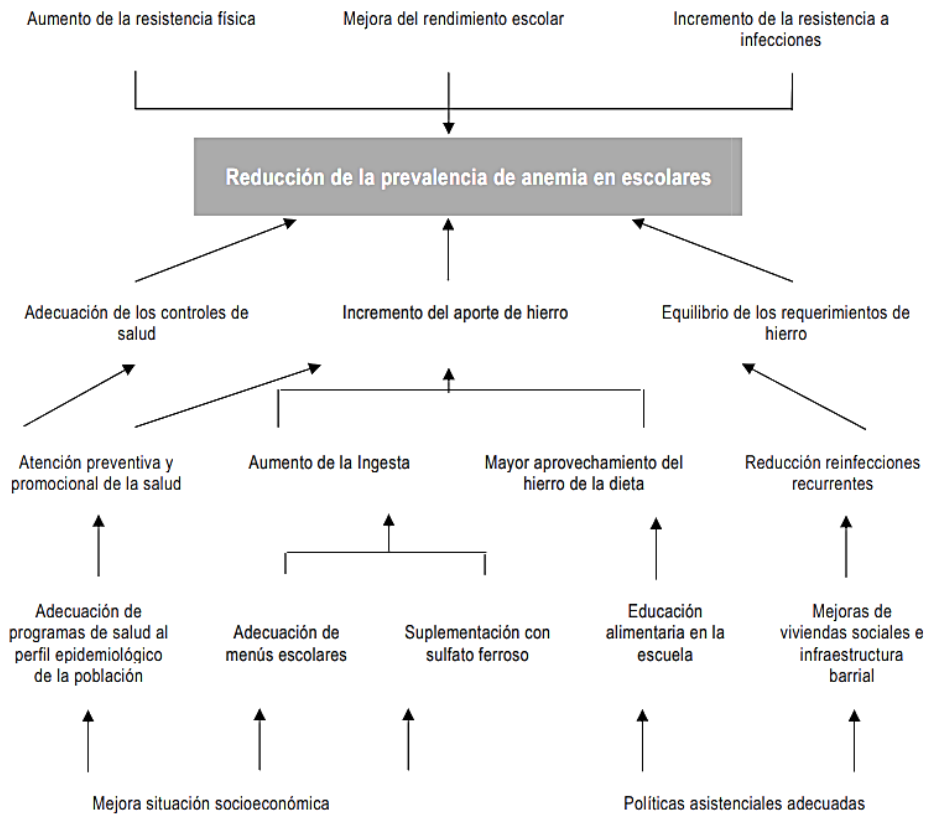 Aumento de la resistencia física
Mejora del rendimiento escolar
Incremento de la resistencia a
infecciones
Reducción de la prevalencia de anemia en escolares
Adecuación de los controles de
salud
Incremento del aporte de hierro
Equilibrio de los requerimientos de
hierro
Atención preventiva y
promocional de la salud
Aumento de la Ingesta
Mayor aprovechamiento del
hierro de la dieta
Reducción reinfecciones
recurrentes
Adecuación de
programas de salud al
perfil epidemiológico
de la población
Adecuación de
menús escolares
Suplementación con
sulfato ferroso
Educación
alimentaria en la
escuela
Mejoras de
viviendas sociales e
infraestructura
barrial
Mejora situación socioeconómica
Políticas asistenciales adecuadas